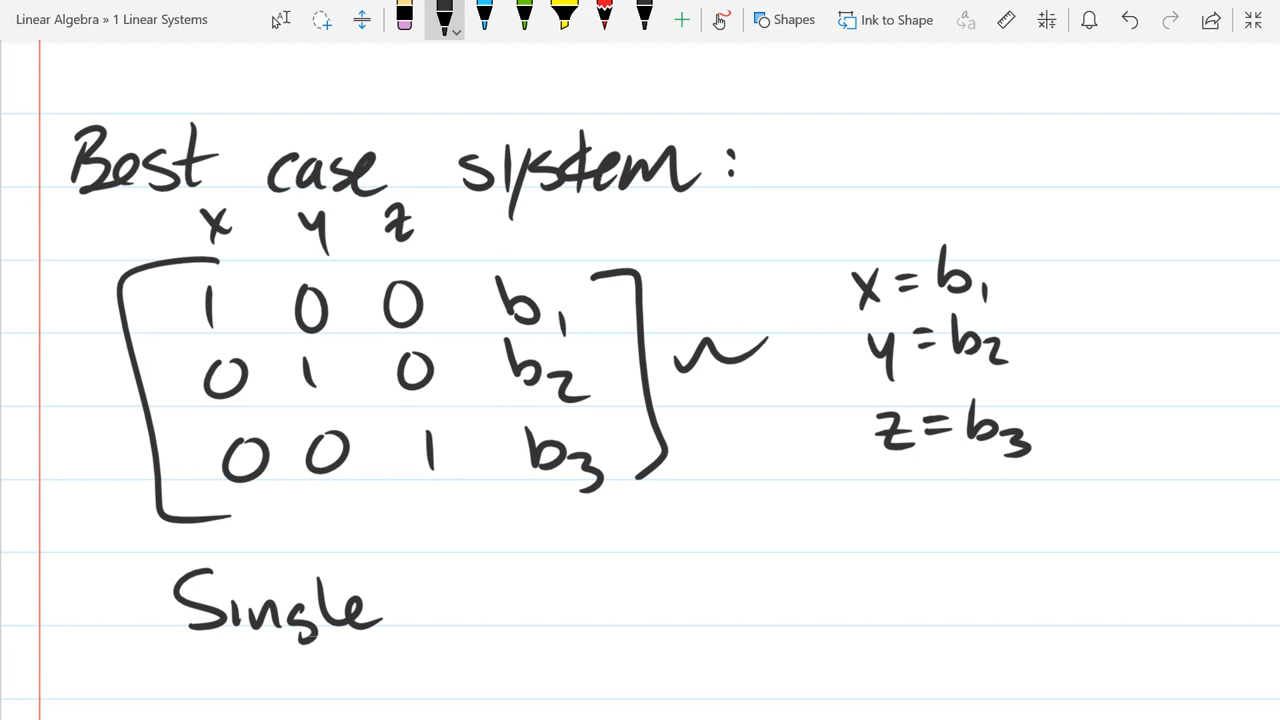 Linear Algebra » 1 Linear Systems
Shapes
Ink to Shape
Best case system:
x y z
1 0 0 b₁ x = b₁
0 1 0 b₂ ~ y = b₂
0 0 1 b₃ z = b₃
Single